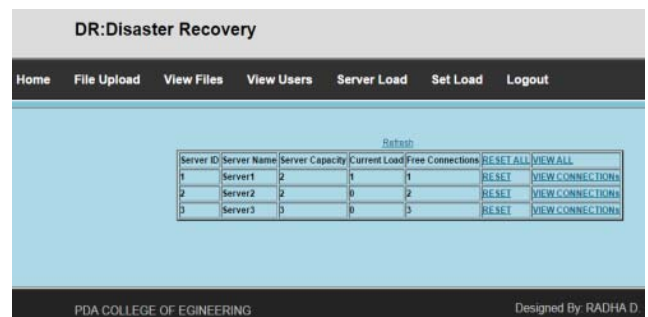 DR:Disaster Recovery
Home File Upload View Files View Users Server Load Set Load Logout
Refresh
Server ID Server Name Server Capacity Current Load Free Connections RESET ALL VIEW ALL
1 Server1 2 1 1 RESET VIEW CONNECTIONs
2 Server2 2 0 2 RESET VIEW CONNECTIONs
3 Server3 3 0 3 RESET VIEW CONNECTIONs
PDA COLLEGE OF EGINEERING Designed By: RADHA D.